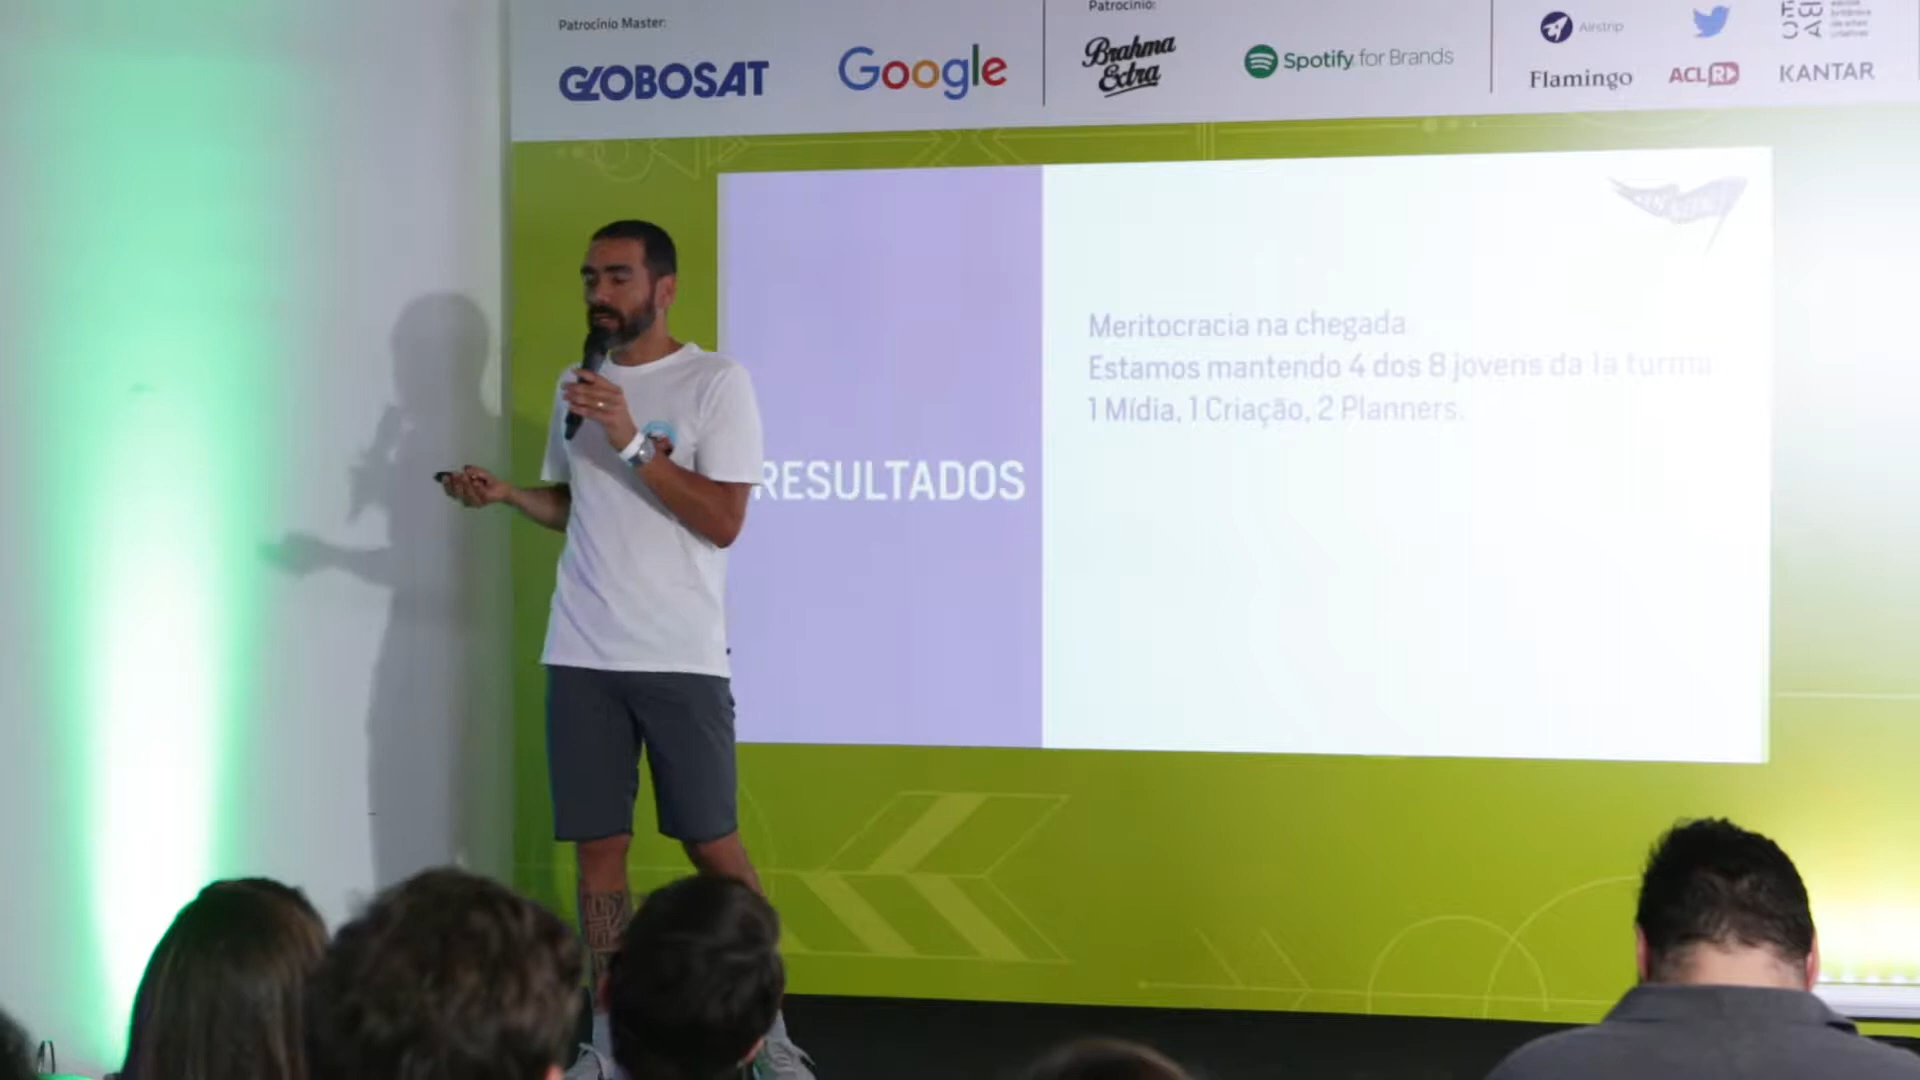 Patrocínio Master:
GLOBOSAT
Google
Patrocínio:
Brahma
Extra
Spotify for Brands
Airstrip
Flamingo
ACLR
KANTAR
RESULTADOS
Meritocracia na chegada
Estamos mantendo 4 dos 8 jovens da 1a turma
1 Mídia, 1 Criação, 2 Planners.